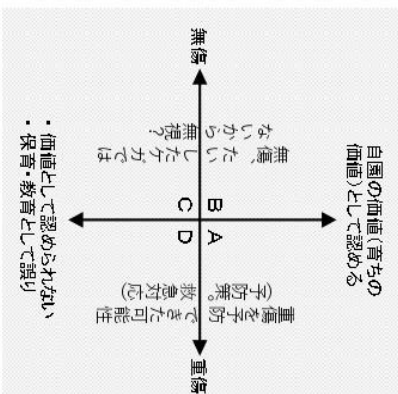 自園の価値(育ちの
価値)として認める
無傷
無傷、たいしたケガでは
ないから無視?
B
A
C
D
重傷を予防できた可能性
(予防策。救急対応)
重傷
・価値として認められない
・保育・教育として誤り